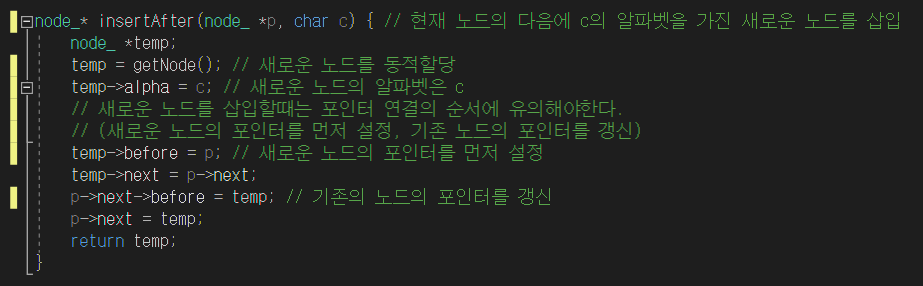 node_* insertAfter(node_ *p, char c) { // 현재 노드의 다음에 c의 알파벳을 가진 새로운 노드를 삽입
node_ *temp;
temp = getNode(); // 새로운 노드를 동적할당
temp->alpha = c; // 새로운 노드의 알파벳은 c
// 새로운 노드를 삽입할때는 포인터 연결의 순서에 유의해야한다.
// (새로운 노드의 포인터를 먼저 설정, 기존 노드의 포인터를 갱신)
temp->before = p; // 새로운 노드의 포인터를 먼저 설정
temp->next = p->next;
p->next->before = temp; // 기존의 노드의 포인터를 갱신
p->next = temp;
return temp;
}